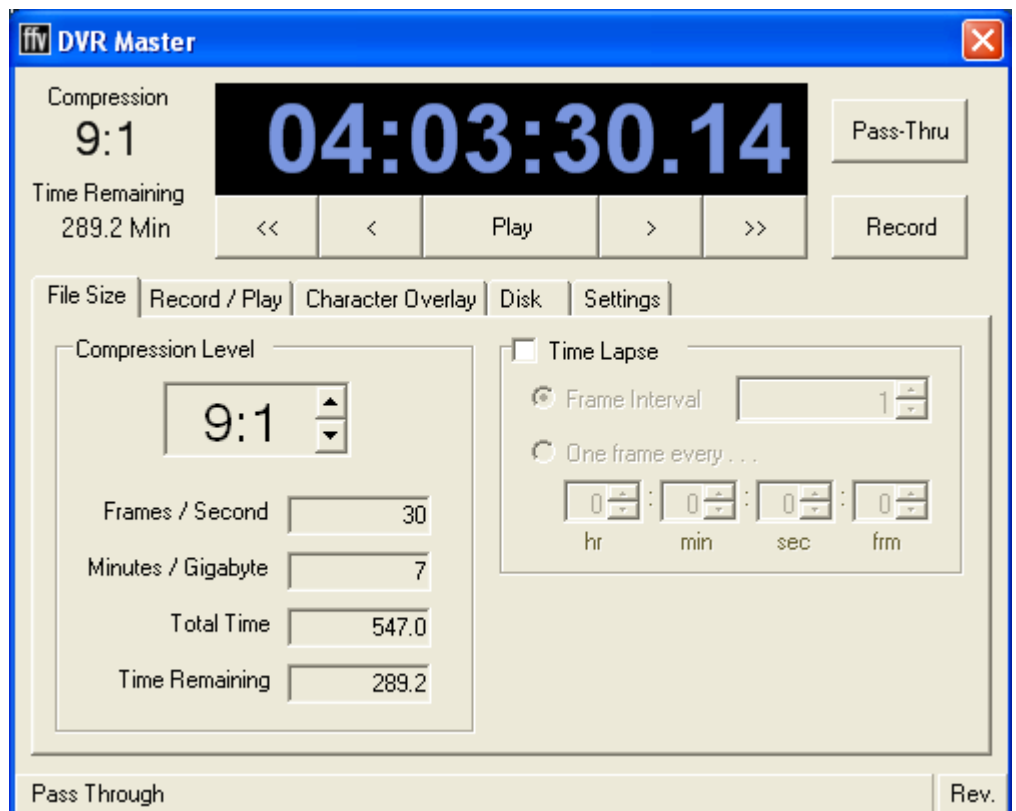 ffv DVR Master
Compression
9:1
Time Remaining
289.2 Min
04:03:30.14
<< < Play > >>
Pass-Thru
Record
File Size Record / Play Character Overlay Disk Settings
Compression Level
9:1
Frames / Second 30
Minutes / Gigabyte 7
Total Time 547.0
Time Remaining 289.2
Time Lapse
Frame Interval 1
One frame every . . .
0 : 0 : 0 : 0
hr min sec frm
Pass Through Rev.